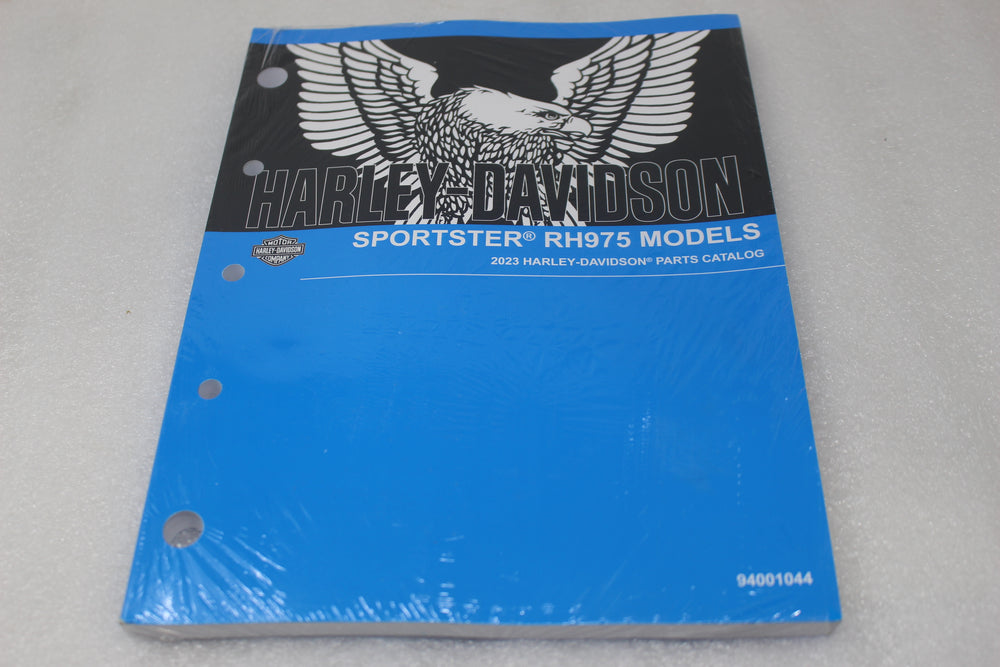 HARLEY-DAVIDSON
SPORTSTER® RH975 MODELS
2023 HARLEY-DAVIDSON® PARTS CATALOG
MOTOR
HARLEY-DAVIDSON
COMPANY
94001044